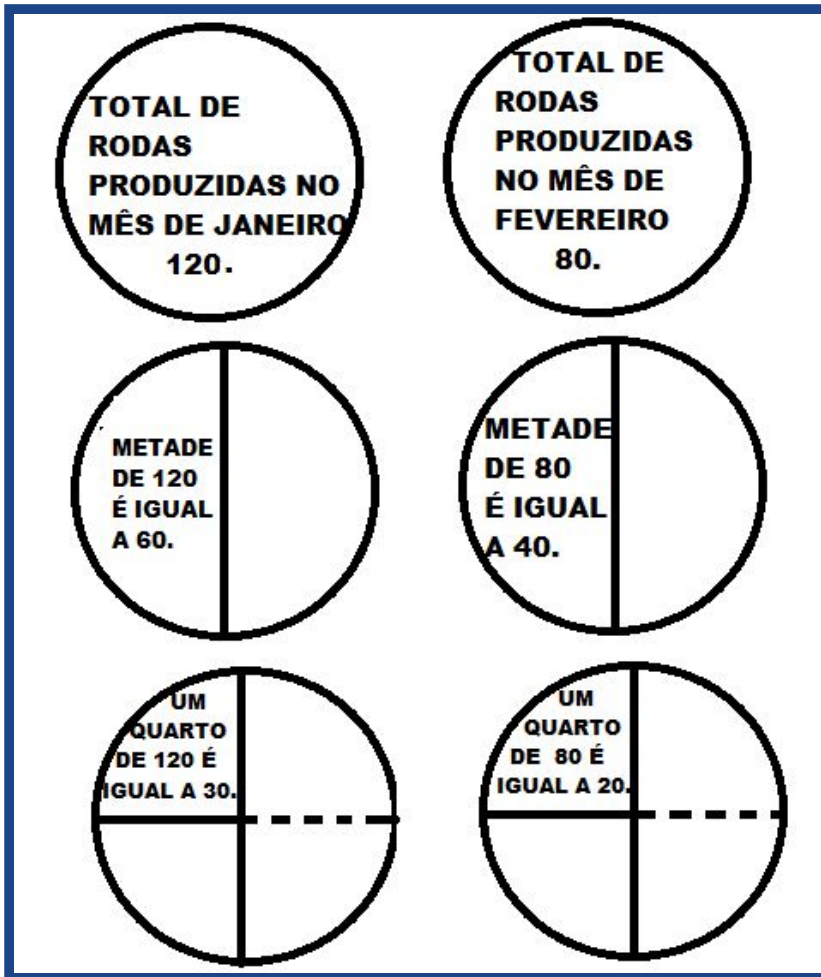 TOTAL DE
RODAS
PRODUZIDAS NO
MÊS DE JANEIRO
120.
TOTAL DE
RODAS
PRODUZIDAS
NO MÊS DE
FEVEREIRO
80.
METADE
DE 120
É IGUAL
A 60.
METADE
DE 80
É IGUAL
A 40.
UM
QUARTO
DE 120 É
IGUAL A 30.
UM
QUARTO
DE 80 É
IGUAL A 20.